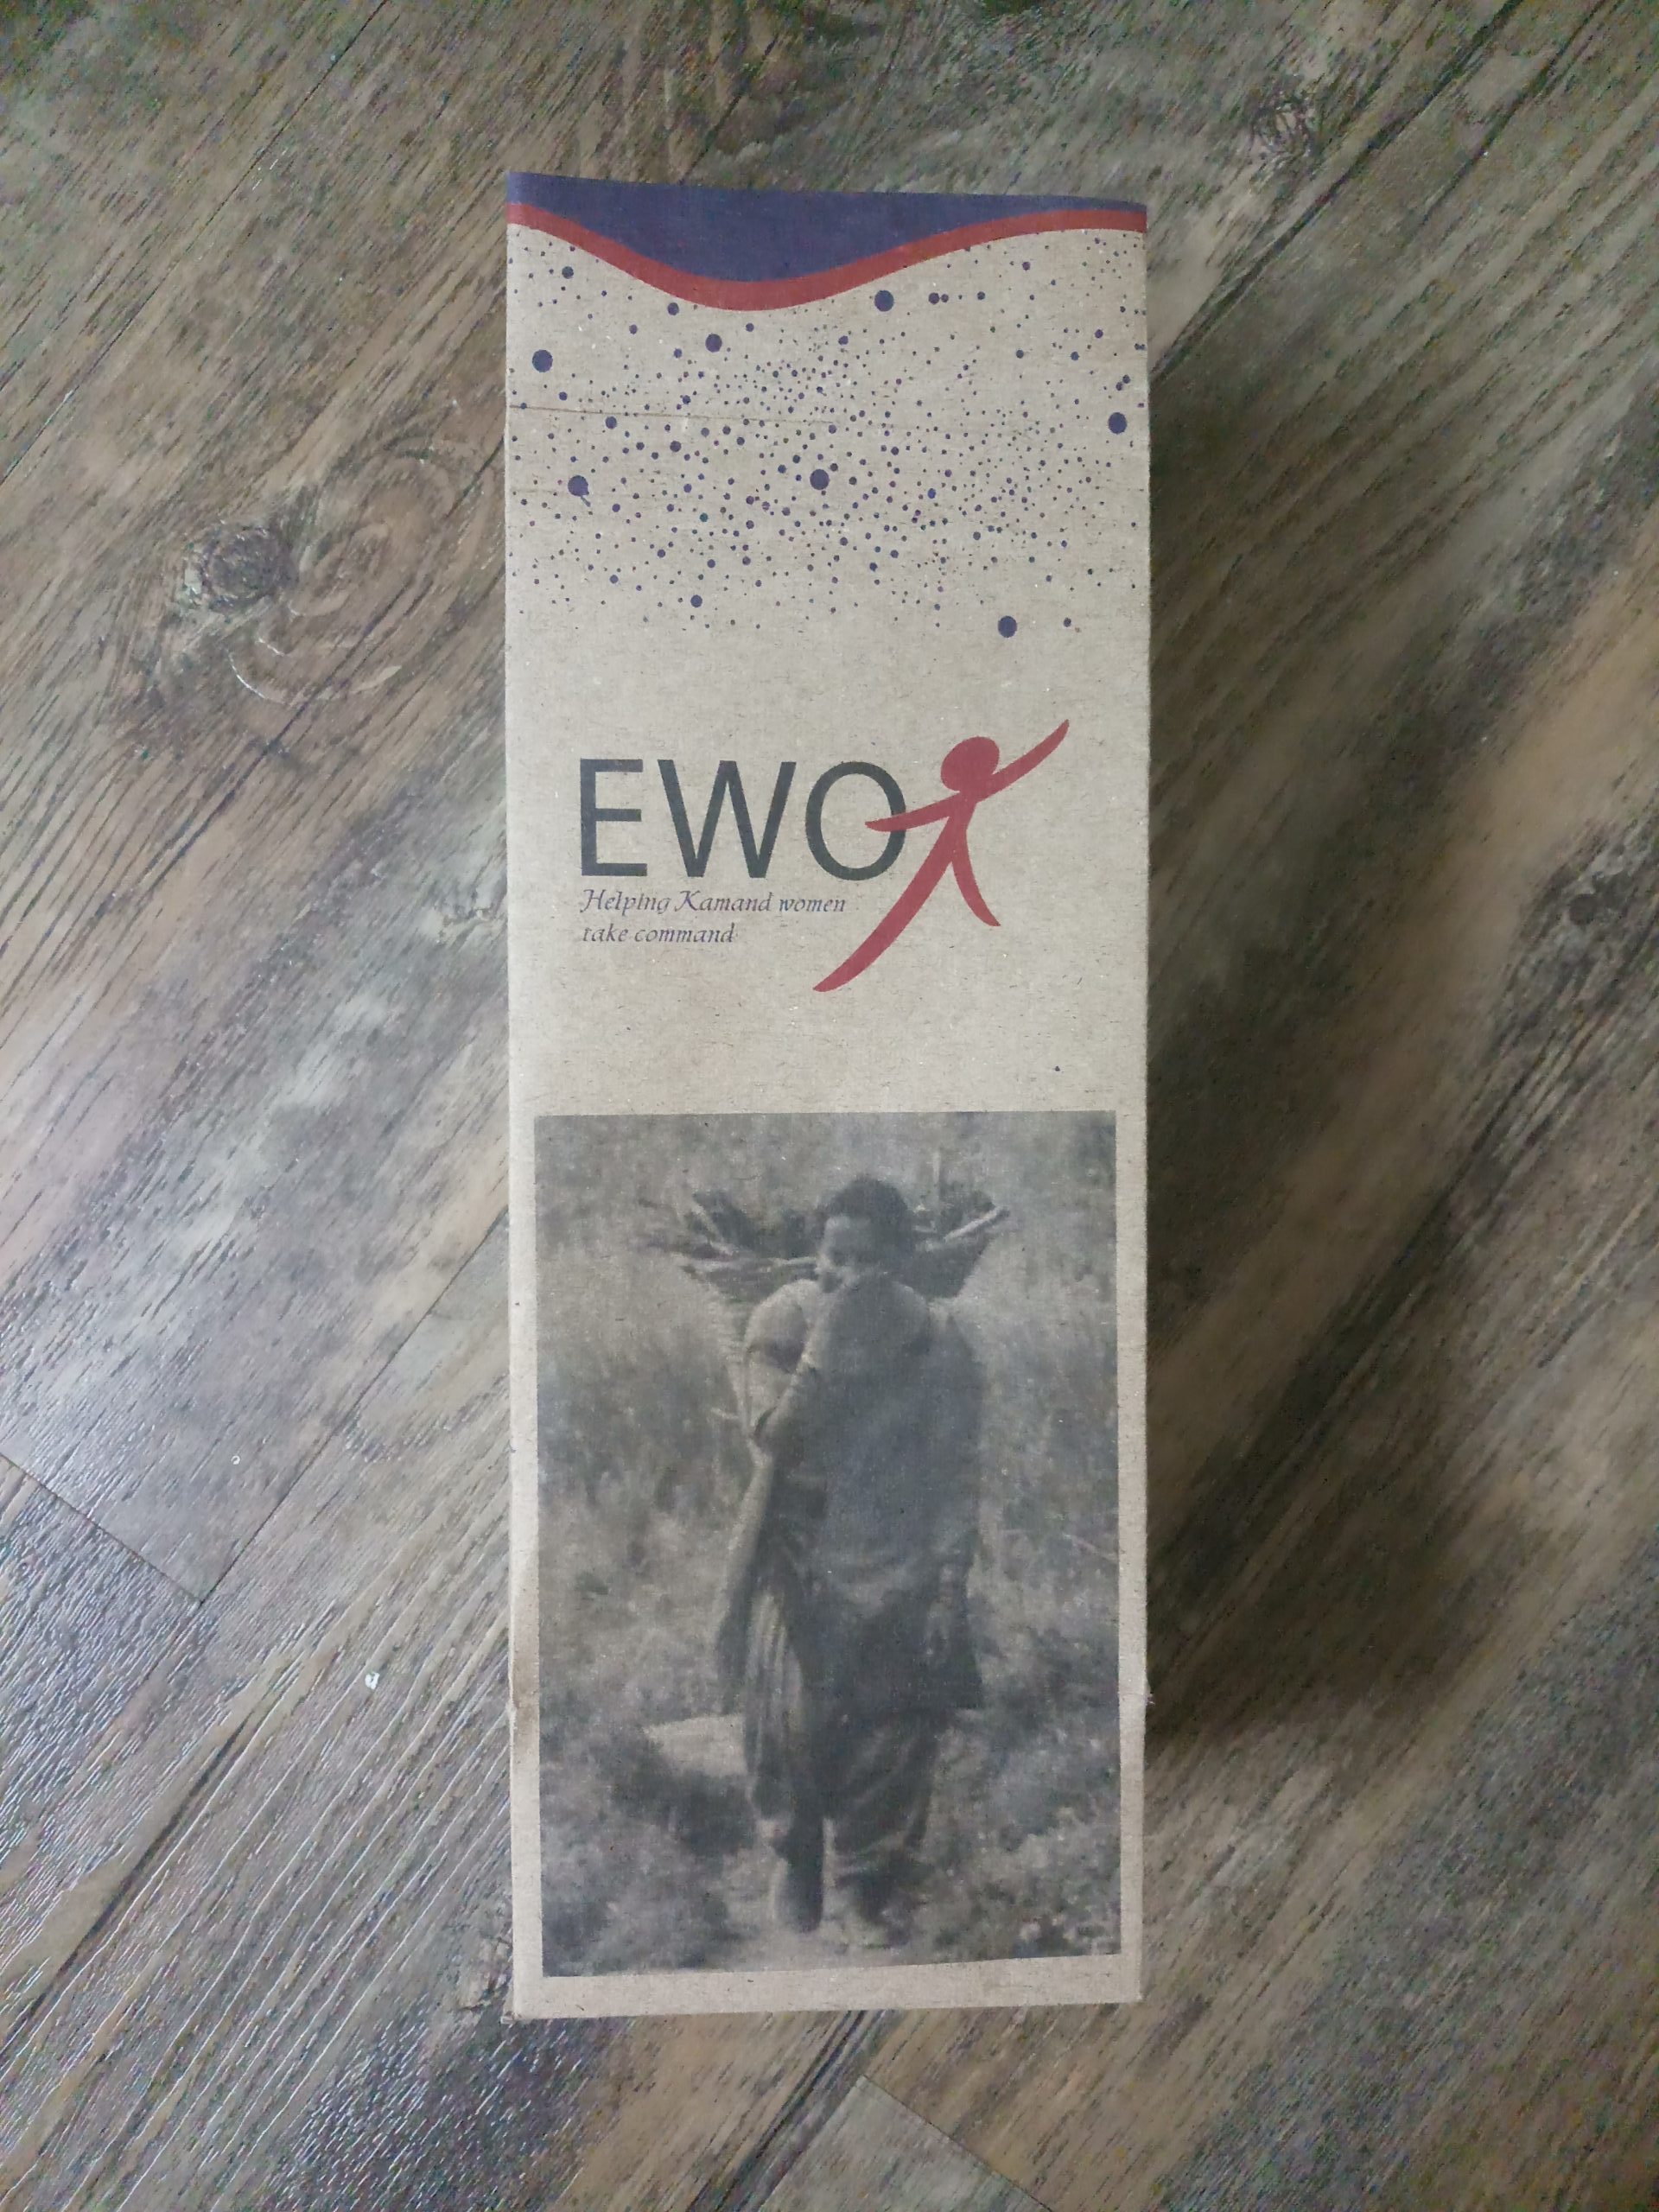 EWO
Helping Kamand women
take command